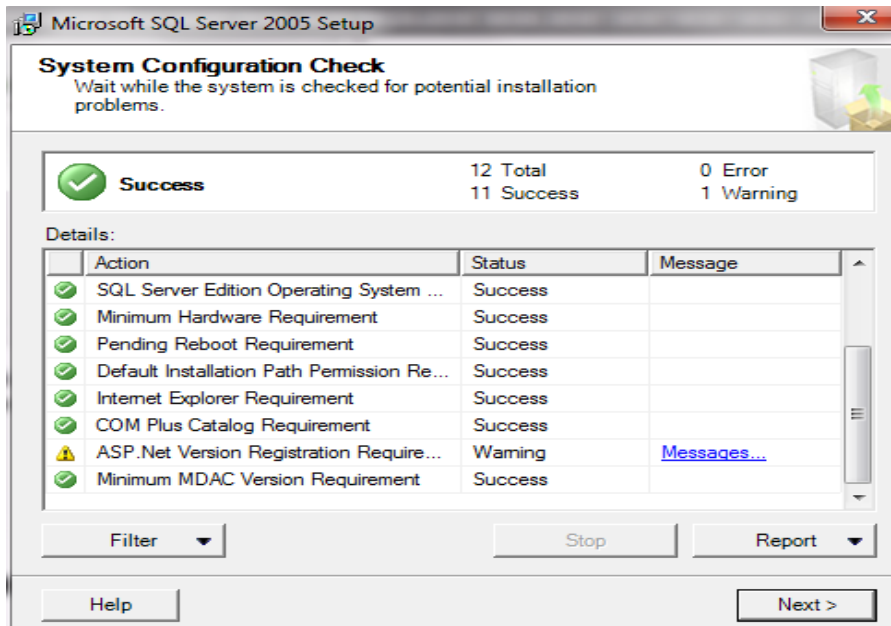 Microsoft SQL Server 2005 Setup
System Configuration Check
Wait while the system is checked for potential installation
problems.
Success
12 Total
0 Error
11 Success
1 Warning
Details:
Action Status Message
SQL Server Edition Operating System ... Success
Minimum Hardware Requirement Success
Pending Reboot Requirement Success
Default Installation Path Permission Re... Success
Internet Explorer Requirement Success
COM Plus Catalog Requirement Success
ASP.Net Version Registration Require... Warning Messages...
Minimum MDAC Version Requirement Success
Filter Stop Report
Help Next >